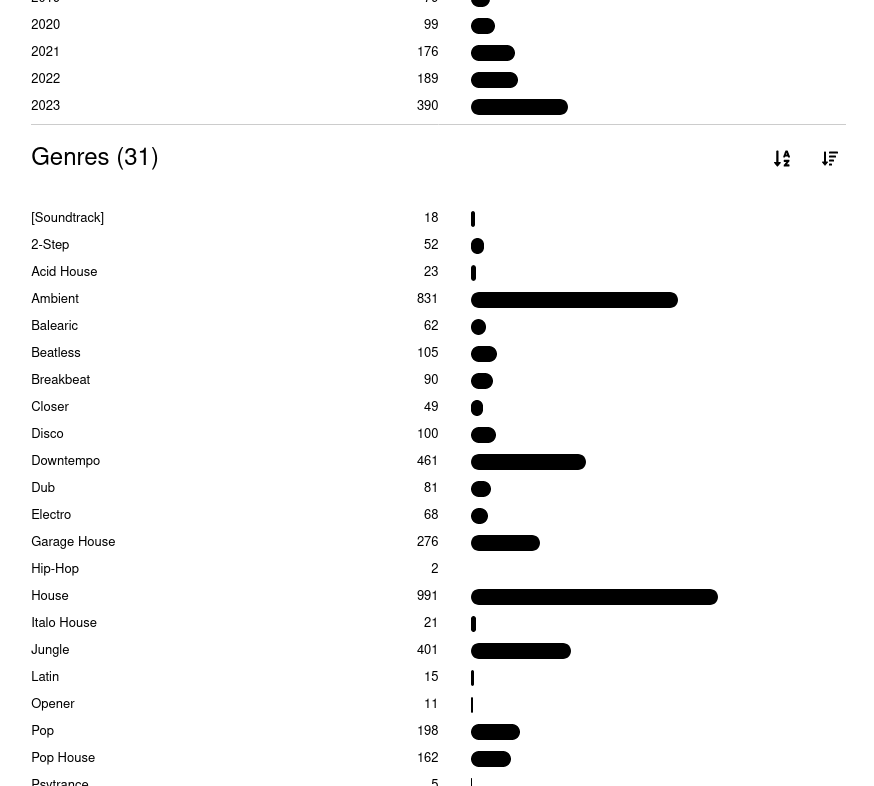 2020 99
2021 176
2022 189
2023 390
Genres (31)
[Soundtrack] 18
2-Step 52
Acid House 23
Ambient 831
Balearic 62
Beatless 105
Breakbeat 90
Closer 49
Disco 100
Downtempo 461
Dub 81
Electro 68
Garage House 276
Hip-Hop 2
House 991
Italo House 21
Jungle 401
Latin 15
Opener 11
Pop 198
Pop House 162
Psytrance 5